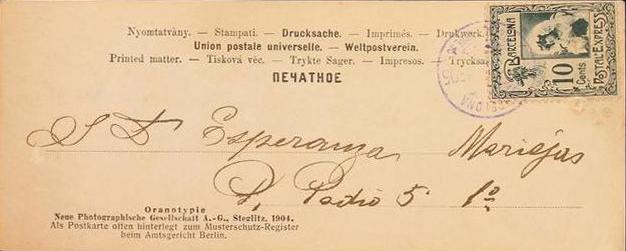 Nyomtatvány. — Stampati. — Drucksache. — Imprimés. — Drukwerk.
Union postale universelle. — Weltpostverein.
Printed matter. — Tisková věc. — Trykte Sager. — Impresos. — Trycksa
ПЕЧАТНОЕ
BARCELONA
10
Cents
POSTAL EXPRES
S D Esperanza Mariejas
P. Padró 5 1º
Oranotypie
Neue Photographische Gesellschaft A.-G., Steglitz. 1904.
Als Postkarte often hinterlegt zum Musterschutz-Register
beim Amtsgericht Berlin.